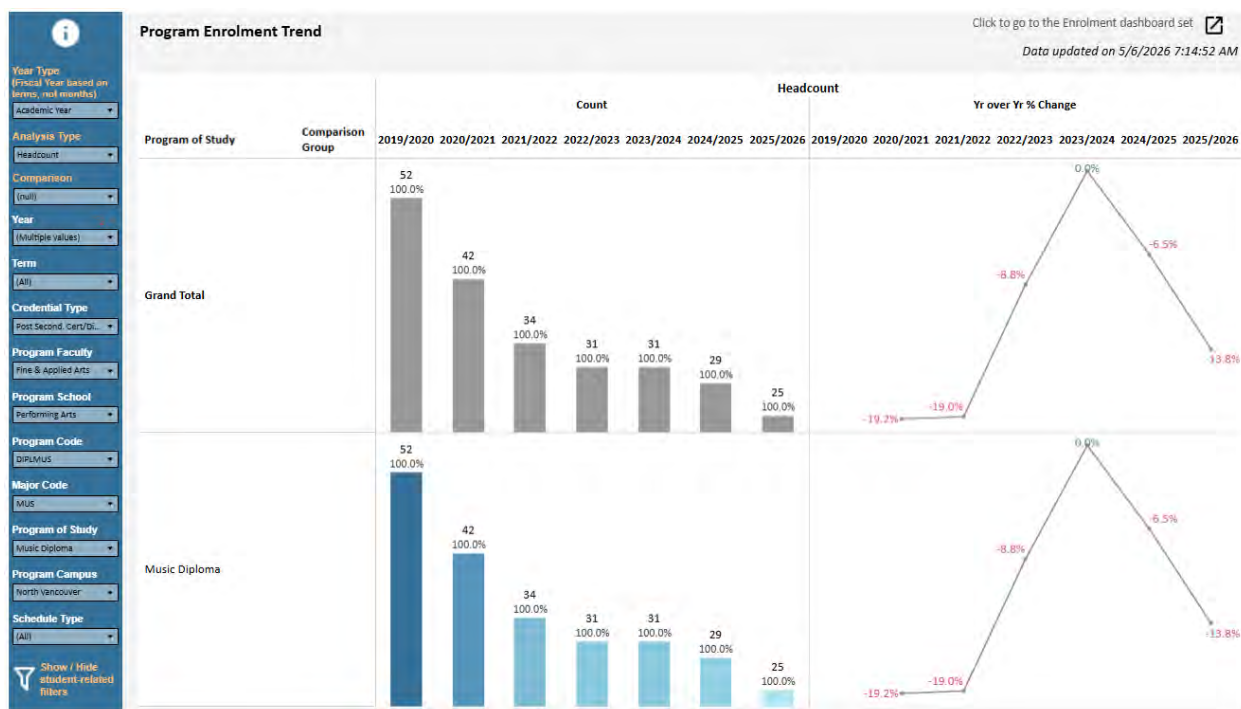 i
Program Enrolment Trend
Click to go to the Enrolment dashboard set
Data updated on 5/6/2026 7:14:52 AM
Year Type
(Fiscal Year based on
terms, not months)
Academic Year
Analysis Type
Headcount
Comparison
(null)
Year
(Multiple values)
Term
(All)
Credential Type
Post Second. Cert/Di...
Program Faculty
Fine & Applied Arts
Program School
Performing Arts
Program Code
DIPLMUS
Major Code
MUS
Program of Study
Music Diploma
Program Campus
North Vancouver
Schedule Type
(All)
Show / Hide
student-related
filters
Headcount
Count Yr over Yr % Change
Program of Study Comparison Group 2019/2020 2020/2021 2021/2022 2022/2023 2023/2024 2024/2025 2025/2026 2019/2020 2020/2021 2021/2022 2022/2023 2023/2024 2024/2025 2025/2026
Grand Total
52
100.0%
42
100.0%
34
100.0%
31
100.0%
31
100.0%
29
100.0%
25
100.0%
-19.2%
-19.0%
-8.8%
0.0%
-6.5%
-13.8%
Music Diploma
52
100.0%
42
100.0%
34
100.0%
31
100.0%
31
100.0%
29
100.0%
25
100.0%
-19.2%
-19.0%
-8.8%
0.0%
-6.5%
-13.8%